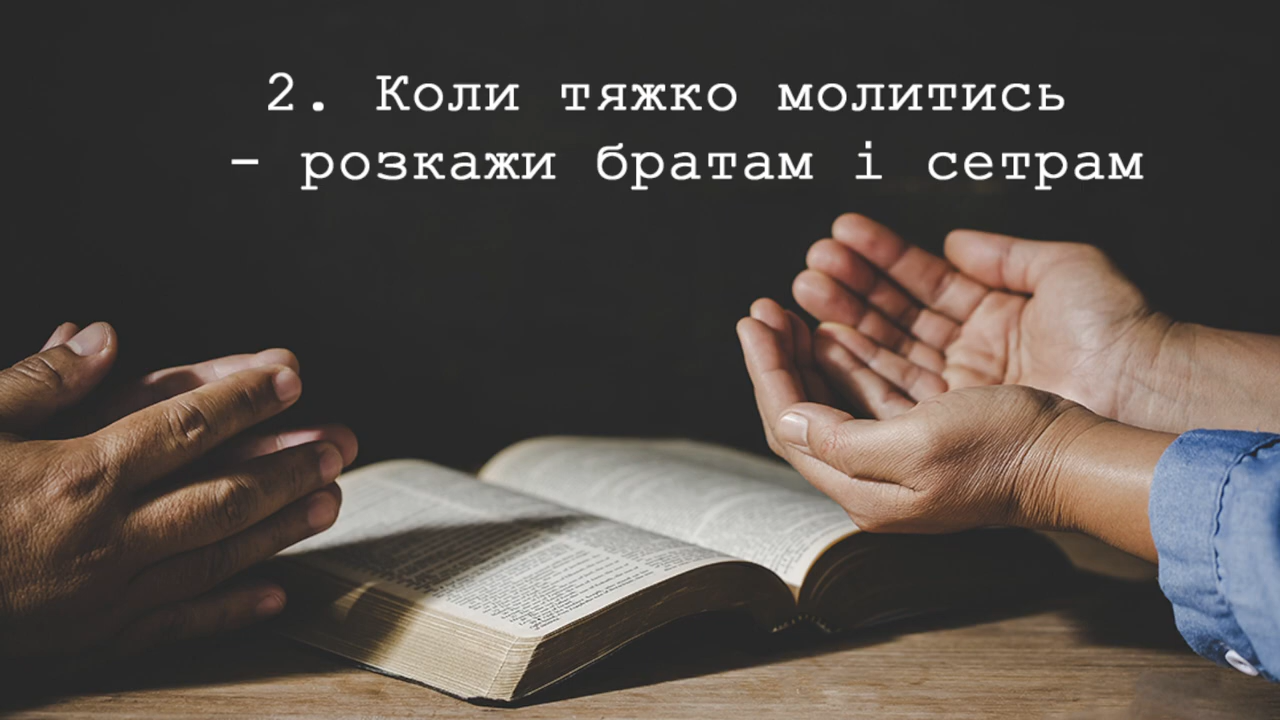 2. Коли тяжко молитись
- розкажи братам і сетрам